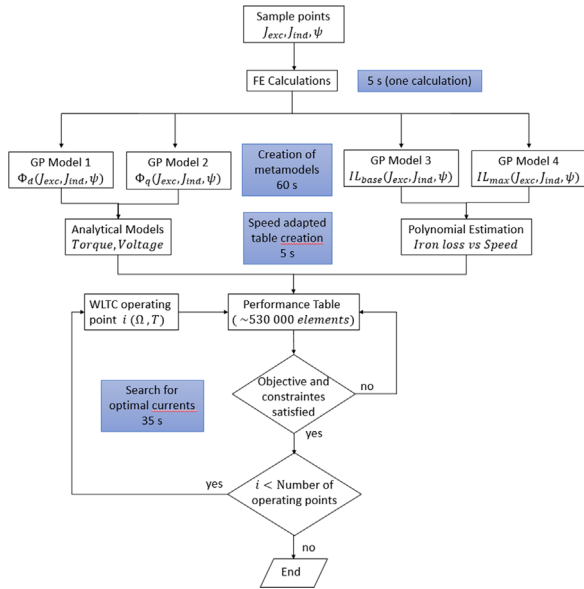 Sample points
J_exc, J_ind, ψ
FE Calculations
5 s (one calculation)
GP Model 1
Φ_d(J_exc, J_ind, ψ)
GP Model 2
Φ_q(J_exc, J_ind, ψ)
Creation of
metamodels
60 s
GP Model 3
IL_base(J_exc, J_ind, ψ)
GP Model 4
IL_max(J_exc, J_ind, ψ)
Analytical Models
Torque, Voltage
Speed adapted
table creation
5 s
Polynomial Estimation
Iron loss vs Speed
WLTC operating
point i (Ω, T)
Performance Table
(~530 000 elements)
Objective and
constraintes
satisfied
no
Search for
optimal currents
35 s
yes
i < Number of
operating points
yes
no
End